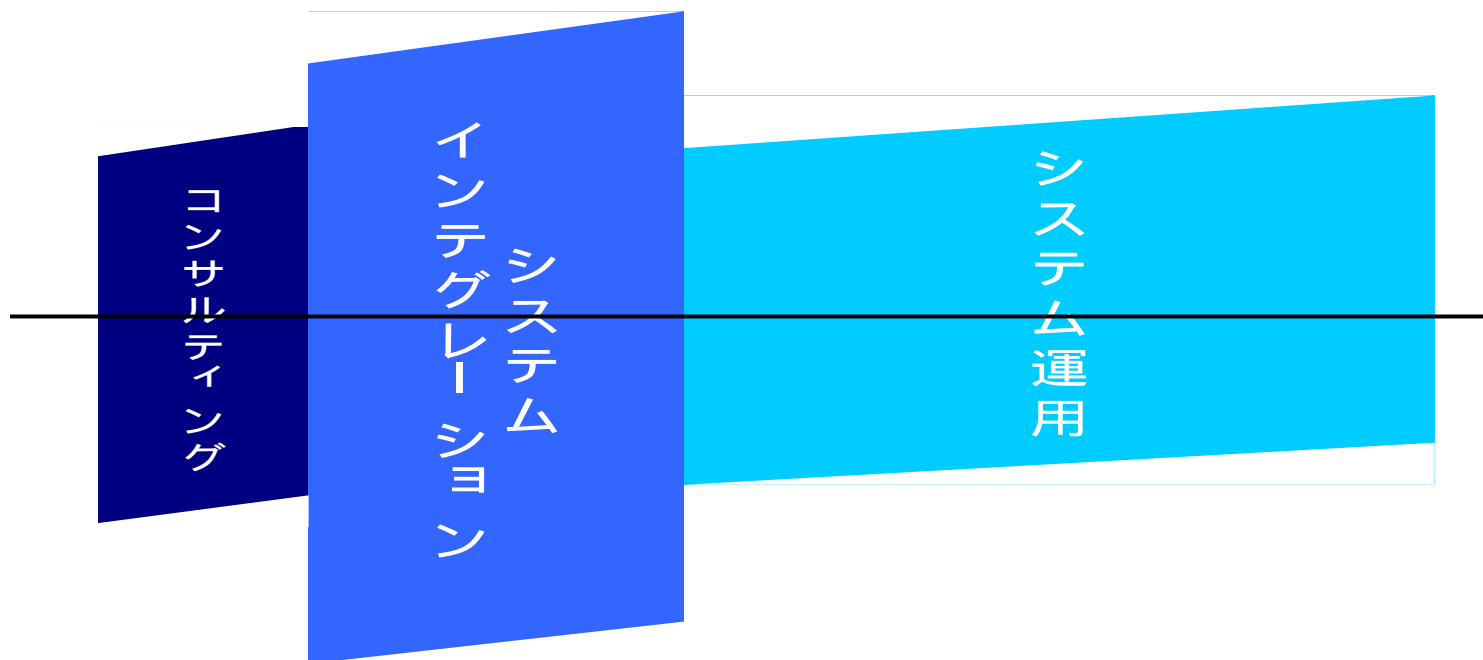 コンサルティング
システム
インテグレーション
システム運用